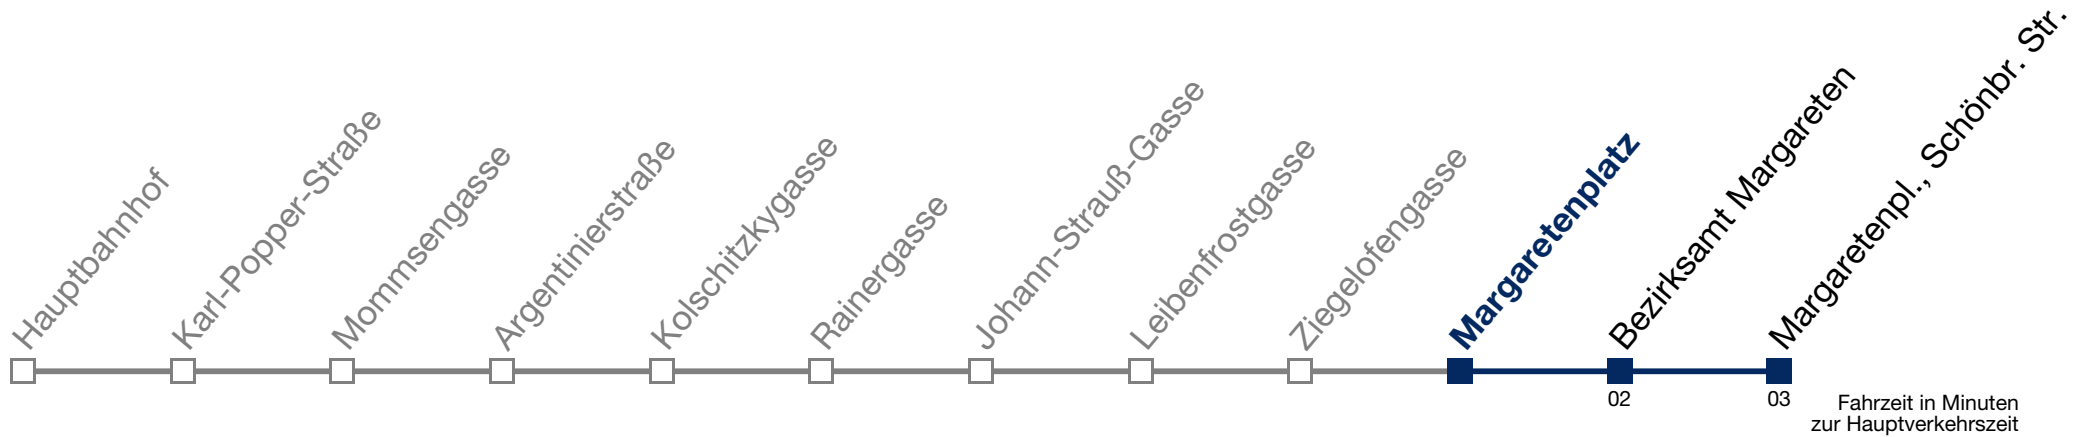 Hauptbahnhof
Karl-Popper-Straße
Mommsengasse
Argentinierstraße
Kolschitzkygasse
Rainergasse
Johann-Strauß-Gasse
Leibenfrostgasse
Ziegelofengasse
Margaretenplatz
Bezirksamt Margareten
Margaretenpl., Schönbr. Str.
02
03
Fahrzeit in Minuten
zur Hauptverkehrszeit